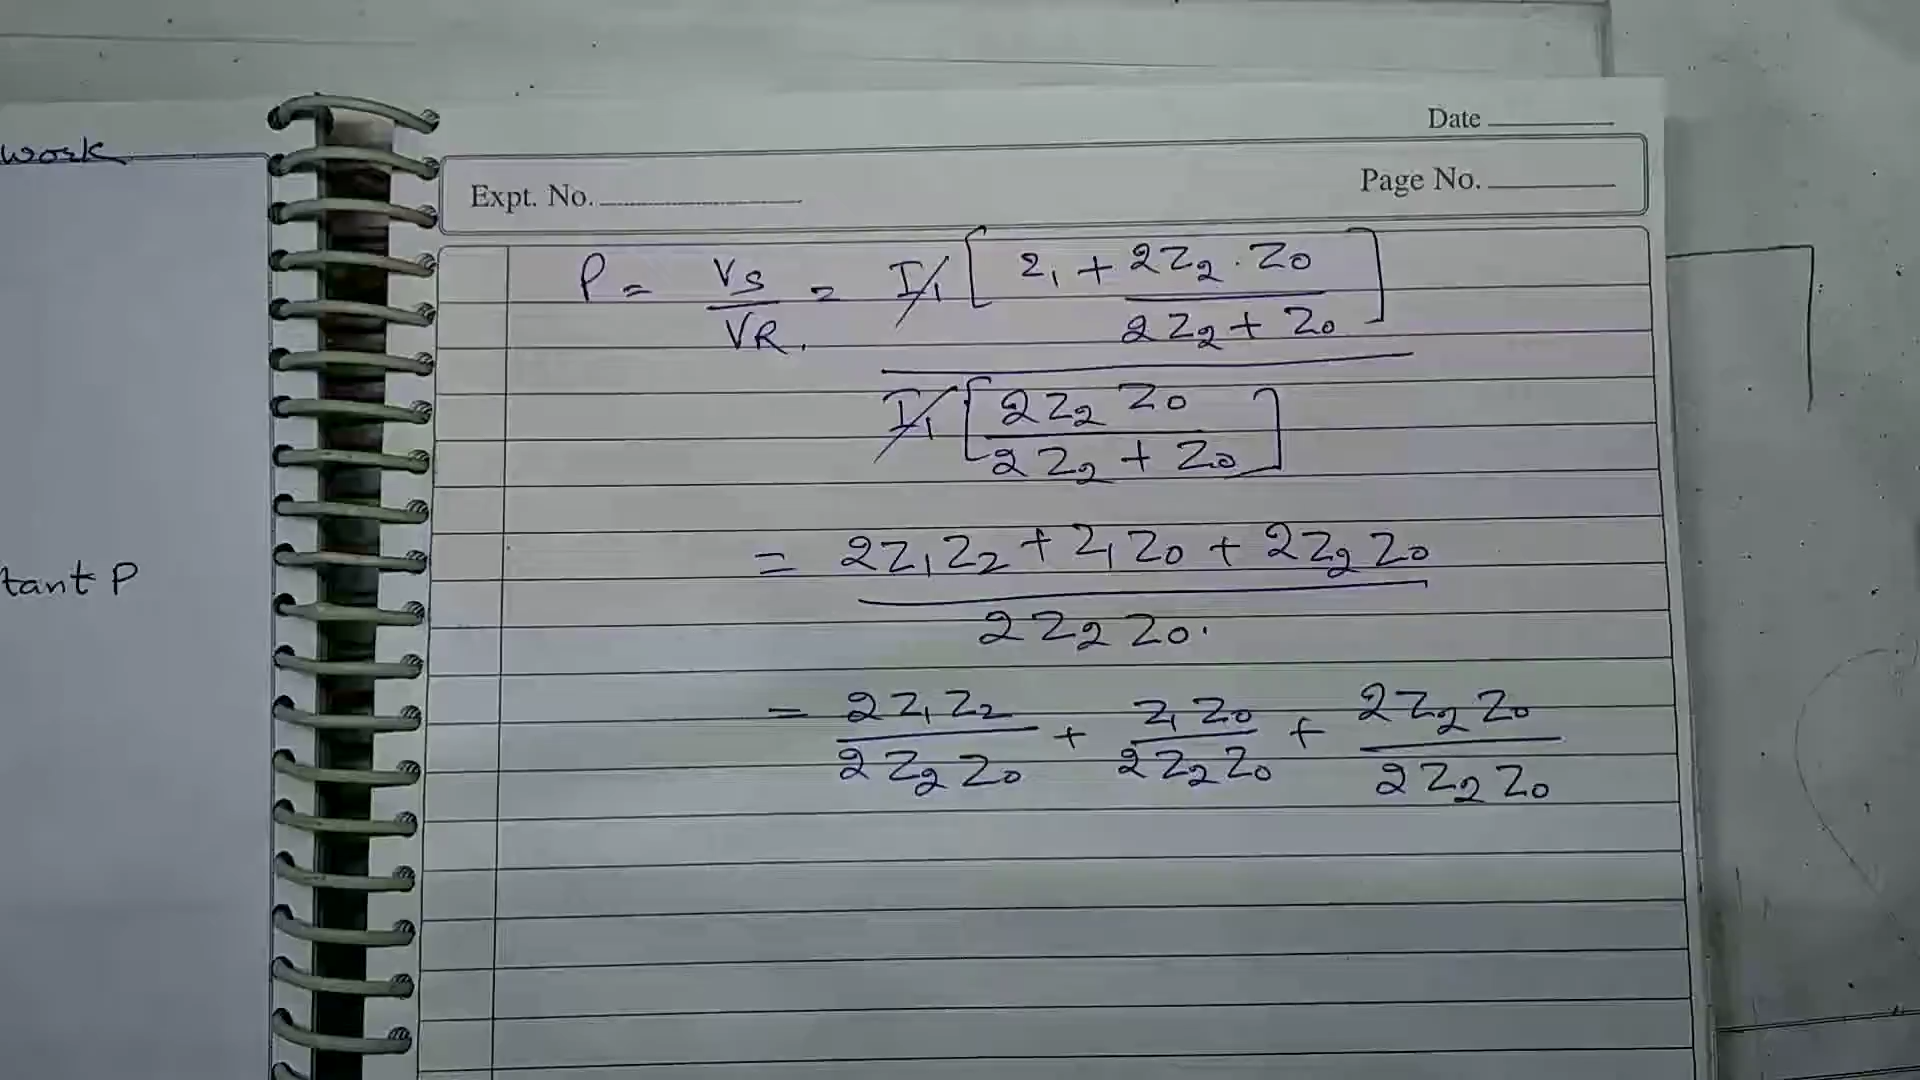 work
tant P
Date
Expt. No.
Page No.
P = VS / VR. = I1 [ Z1 + 2Z2 . Z0 / 2Z2 + Z0 ]
I1 [ 2Z2 Z0 / 2Z2 + Z0 ]
= 2Z1Z2 + Z1Z0 + 2Z2Z0
2Z2Z0.
= 2Z1Z2 / 2Z2Z0 + Z1Z0 / 2Z2Z0 + 2Z2Z0 / 2Z2Z0